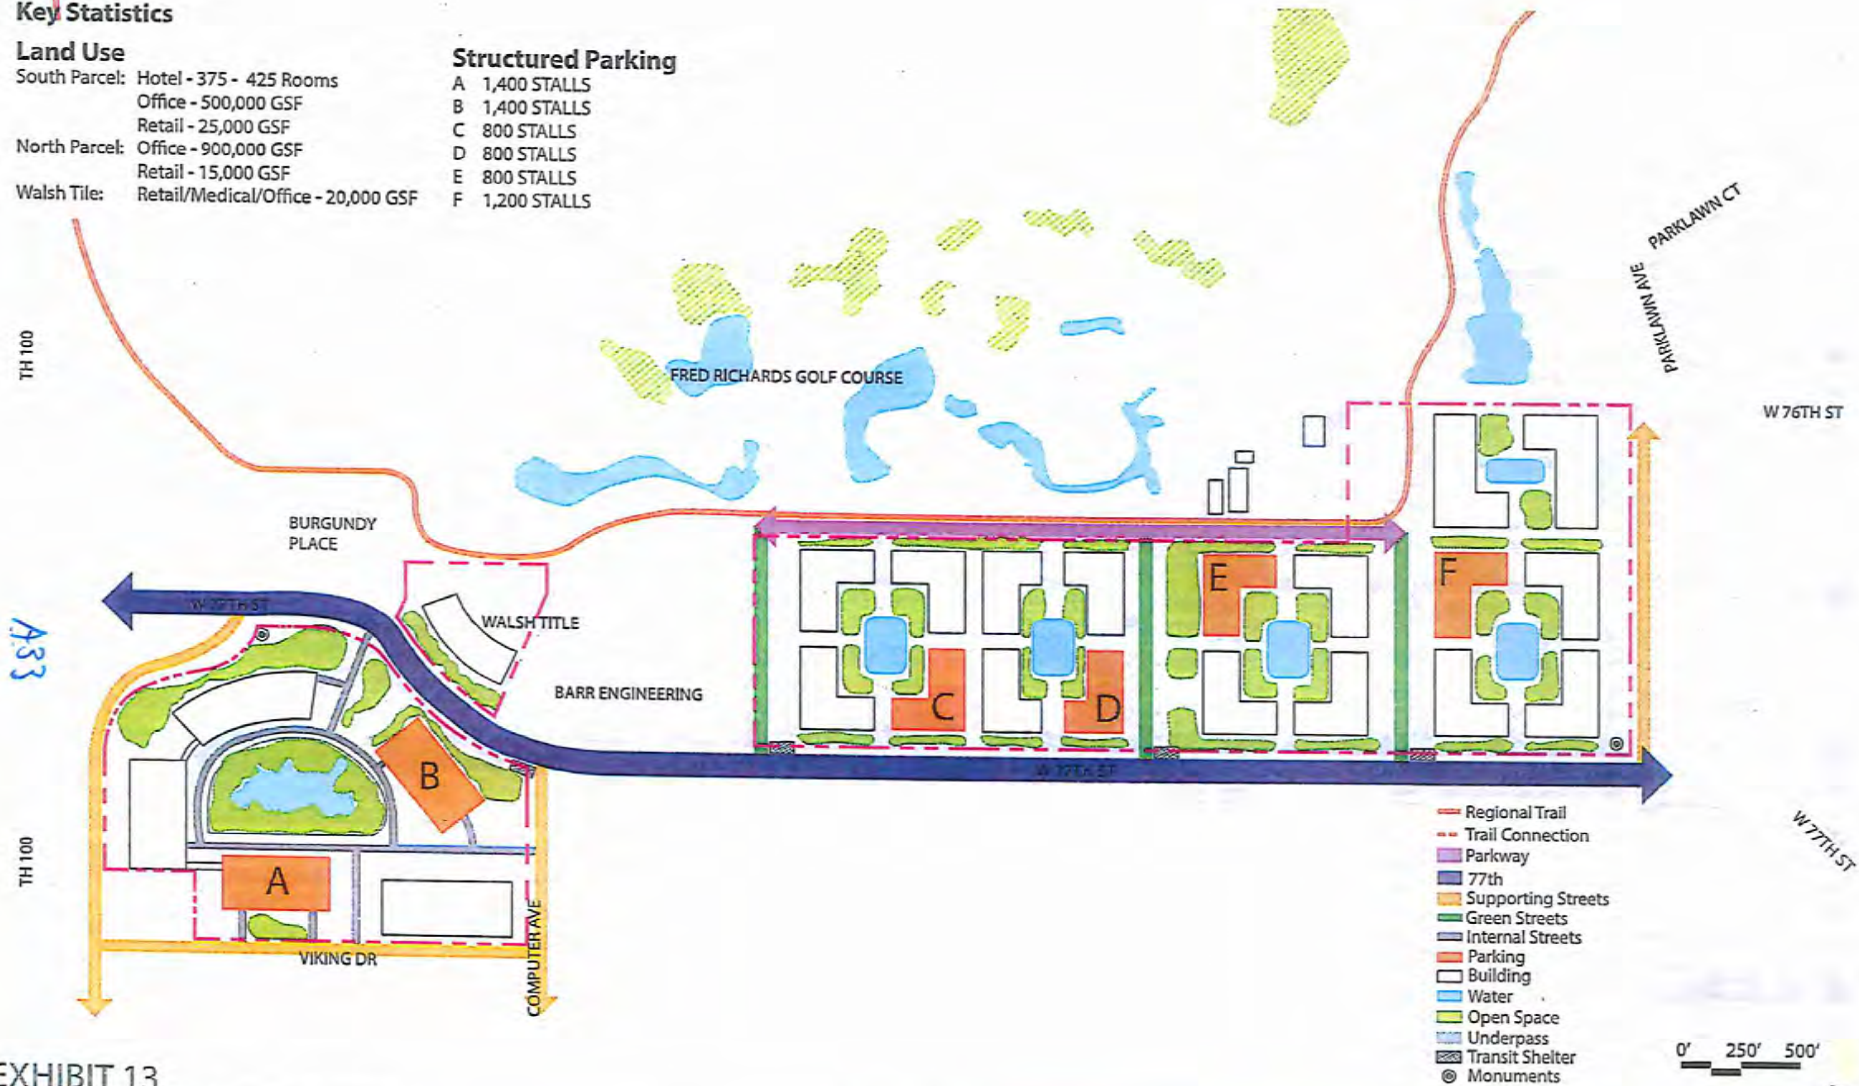 Key Statistics
Land Use
South Parcel: Hotel - 375 - 425 Rooms
Office - 500,000 GSF
Retail - 25,000 GSF
North Parcel: Office - 900,000 GSF
Retail - 15,000 GSF
Walsh Tile: Retail/Medical/Office - 20,000 GSF
Structured Parking
A 1,400 STALLS
B 1,400 STALLS
C 800 STALLS
D 800 STALLS
E 800 STALLS
F 1,200 STALLS
PARKLAWN CT
PARKLAWN AVE
TH 100
FRED RICHARDS GOLF COURSE
W 76TH ST
BURGUNDY
PLACE
W 77TH ST
WALSH TITLE
E
F
A33
BARR ENGINEERING
C
D
B
W 77TH ST
W 77TH ST
TH 100
A
COMPUTER AVE
VIKING DR
Regional Trail
Trail Connection
Parkway
77th
Supporting Streets
Green Streets
Internal Streets
Parking
Building
Water
Open Space
Underpass
Transit Shelter
Monuments
0' 250' 500'
EXHIBIT 13